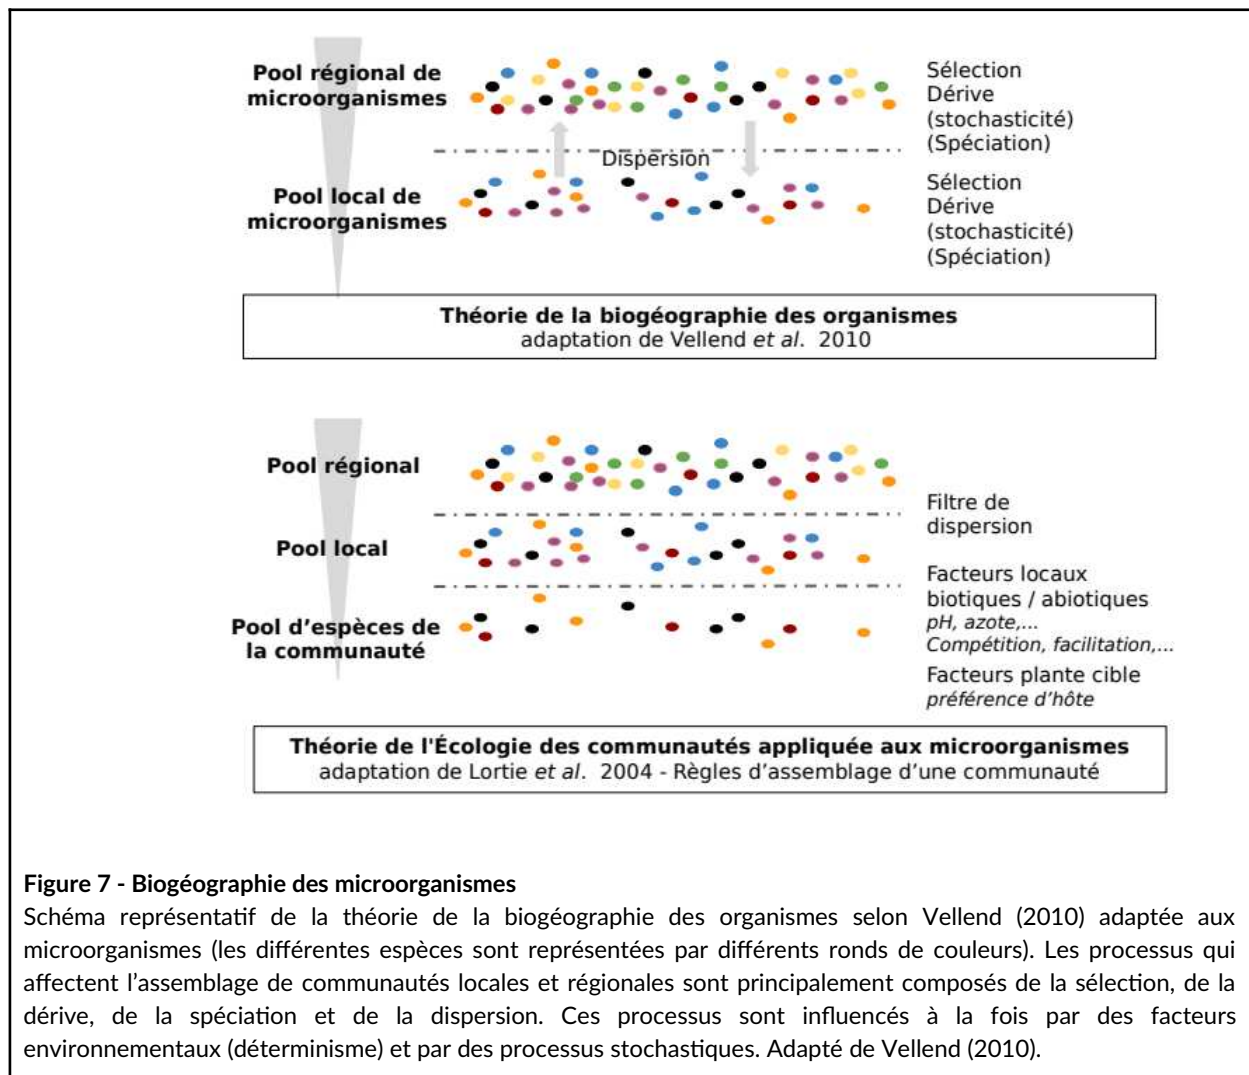 Pool régional de
microorganismes
Sélection
Dérive
(stochasticité)
(Spéciation)
Dispersion
Pool local de
microorganismes
Sélection
Dérive
(stochasticité)
(Spéciation)
Théorie de la biogéographie des organismes
adaptation de Vellend et al. 2010
Pool régional
Filtre de
dispersion
Pool local
Facteurs locaux
biotiques / abiotiques
pH, azote,...
Compétition, facilitation,...
Pool d’espèces de
la communauté
Facteurs plante cible
préférence d’hôte
Théorie de l'Écologie des communautés appliquée aux microorganismes
adaptation de Lortie et al. 2004 - Règles d’assemblage d’une communauté
Figure 7 - Biogéographie des microorganismes
Schéma représentatif de la théorie de la biogéographie des organismes selon Vellend (2010) adaptée aux
microorganismes (les différentes espèces sont représentées par différents ronds de couleurs). Les processus qui
affectent l’assemblage de communautés locales et régionales sont principalement composés de la sélection, de la
dérive, de la spéciation et de la dispersion. Ces processus sont influencés à la fois par des facteurs
environnementaux (déterminisme) et par des processus stochastiques. Adapté de Vellend (2010).